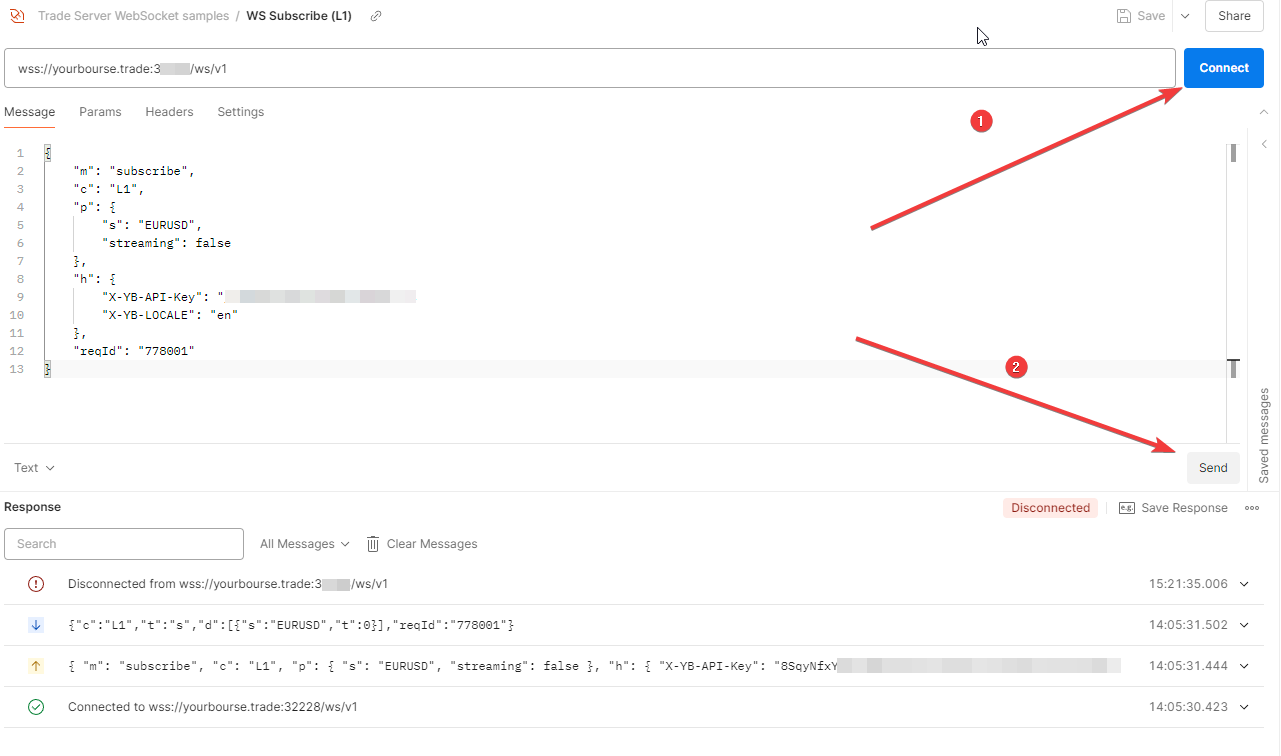 Trade Server WebSocket samples / WS Subscribe (L1) Save Share
wss://yourbourse.trade:3 /ws/v1 Connect
Message Params Headers Settings
1
1 {
2 "m": "subscribe",
3 "c": "L1",
4 "p": {
5 "s": "EURUSD",
6 "streaming": false
7 },
8 "h": {
9 "X-YB-API-Key": "
10 "X-YB-LOCALE": "en"
11 },
12 "reqId": "778001"
13 }
2
Saved messages
Text Send
Response Disconnected e.g. Save Response
Search All Messages Clear Messages
Disconnected from wss://yourbourse.trade:3 /ws/v1 15:21:35.006
{"c":"L1","t":"s","d":[{"s":"EURUSD","t":0}],"reqId":"778001"} 14:05:31.502
{ "m": "subscribe", "c": "L1", "p": { "s": "EURUSD", "streaming": false }, "h": { "X-YB-API-Key": "8SqyNfxY 14:05:31.444
Connected to wss://yourbourse.trade:32228/ws/v1 14:05:30.423